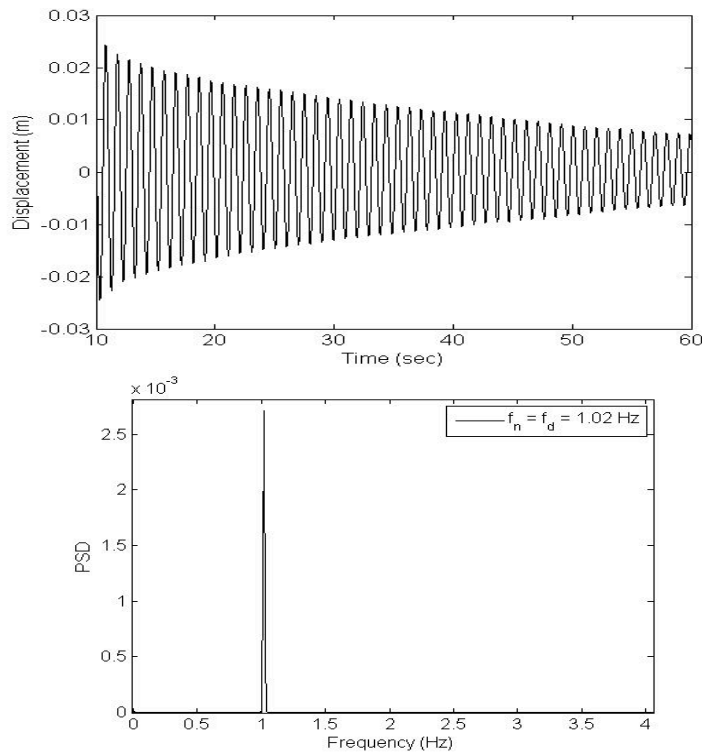 0.03
0.02
0.01
0
-0.01
-0.02
-0.03
Displacement (m)
10 20 30 40 50 60
Time (sec)
x 10^-3
2.5
2
1.5
1
0.5
0
PSD
f_n = f_d = 1.02 Hz
0 0.5 1 1.5 2 2.5 3 3.5 4
Frequency (Hz)